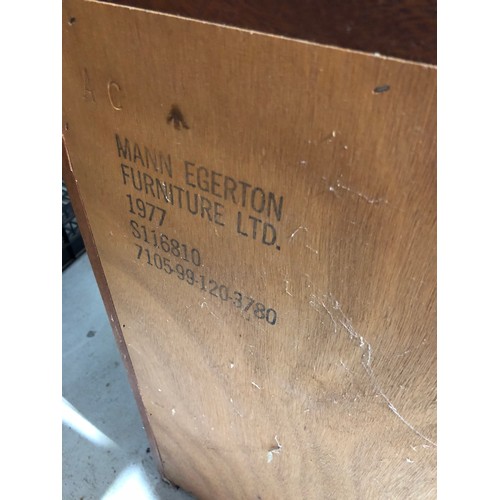 A C
MANN EGERTON
FURNITURE LTD.
1977
S116810
7105-99-120-3780